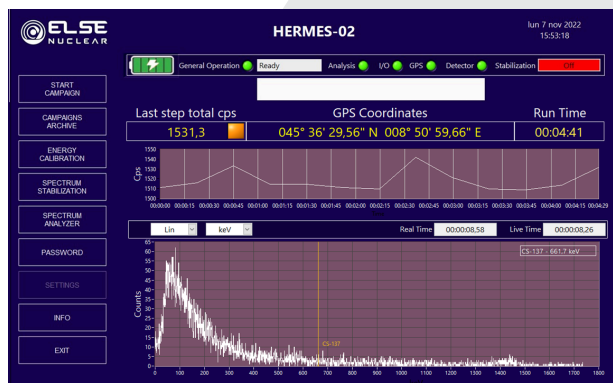 ELSE
NUCLEAR
HERMES-02
lun 7 nov 2022
15:53:18
General Operation
Ready
Analysis
I/O
GPS
Detector
Stabilization
Off
START
CAMPAIGN
CAMPAIGNS
ARCHIVE
ENERGY
CALIBRATION
SPECTRUM
STABILIZATION
SPECTRUM
ANALYZER
PASSWORD
SETTINGS
INFO
EXIT
Last step total cps
GPS Coordinates
Run Time
1531,3
045° 36' 29,56" N 008° 50' 59,66" E
00:04:41
Cps
1550
1540
1530
1520
1510
1500
00:00:00 00:00:15 00:00:30 00:00:45 00:01:00 00:01:15 00:01:30 00:01:45 00:02:00 00:02:15 00:02:30 00:02:45 00:03:00 00:03:15 00:03:30 00:03:45 00:04:00 00:04:15 00:04:29
Lin
keV
Real Time
00:00:08,58
Live Time
00:00:08,26
Counts
65
60
55
50
45
40
35
30
25
20
15
10
5
0
CS-137 - 661,7 keV
CS-137
0 100 200 300 400 500 600 700 800 900 1000 1100 1200 1300 1400 1500 1600 1700 1800